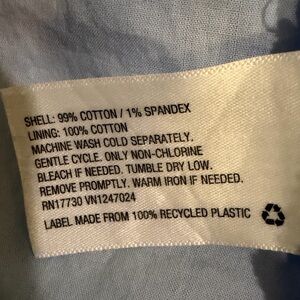 SHELL: 99% COTTON / 1% SPANDEX
LINING: 100% COTTON
MACHINE WASH COLD SEPARATELY.
GENTLE CYCLE. ONLY NON-CHLORINE
BLEACH IF NEEDED. TUMBLE DRY LOW.
REMOVE PROMPTLY. WARM IRON IF NEEDED.
RN17730 VN1247024
LABEL MADE FROM 100% RECYCLED PLASTIC